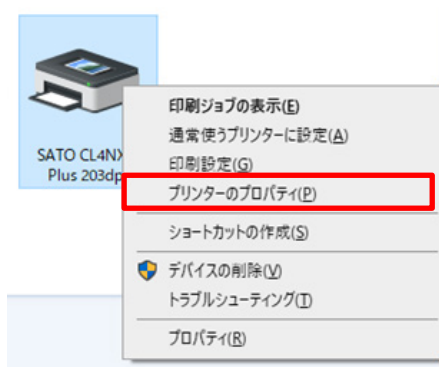 SATO CL4NX
Plus 203dp
印刷ジョブの表示(E)
通常使うプリンターに設定(A)
印刷設定(G)
プリンターのプロパティ(P)
ショートカットの作成(S)
デバイスの削除(V)
トラブルシューティング(T)
プロパティ(R)